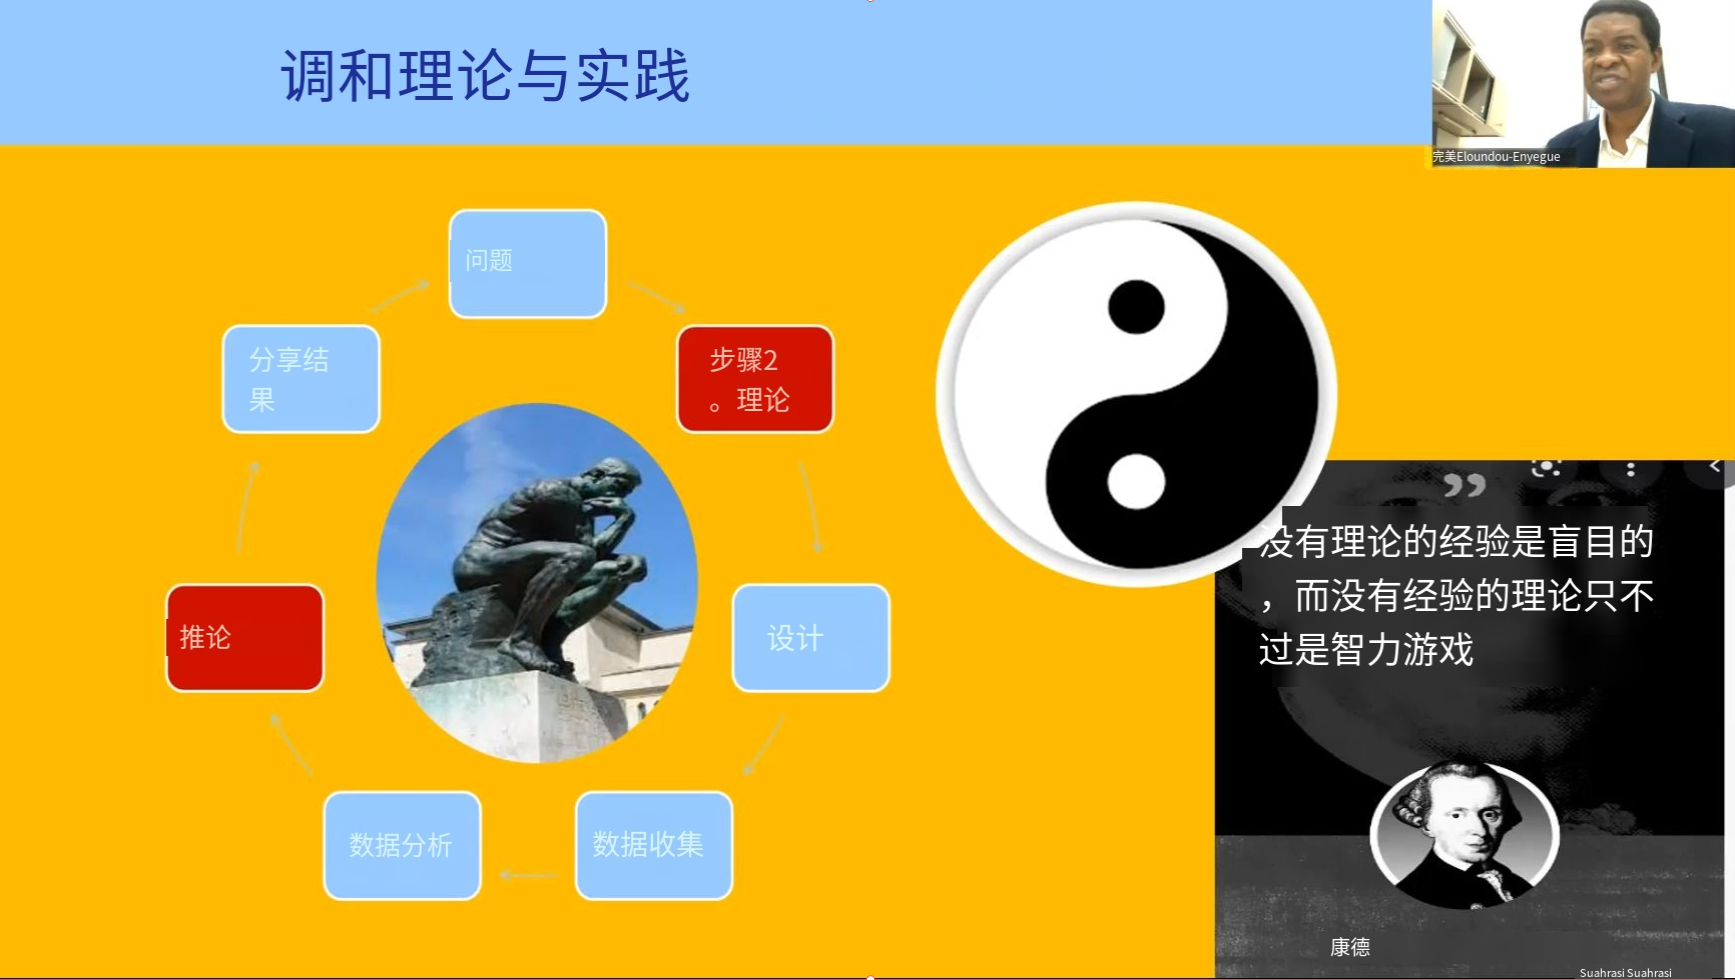 调和理论与实践
完美Eloundou-Enyegue
问题
分享结
果
步骤2
。理论
推论
设计
数据分析
数据收集
”
没有理论的经验是盲目的
，而没有经验的理论只不
过是智力游戏
康德
Suahrasi Suahrasi